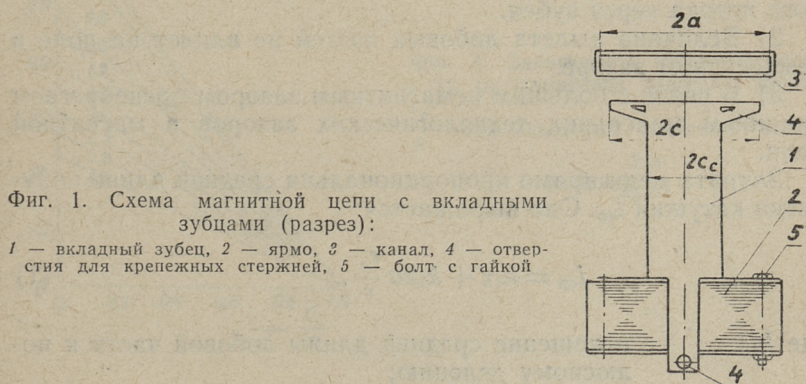 2a
3
4
2c
1
2c_c
2
5
4
Фиг. 1. Схема магнитной цепи с вкладными
зубцами (разрез):
1 — вкладный зубец, 2 — ярмо, 3 — канал, 4 — отвер-
стия для крепежных стержней, 5 — болт с гайкой